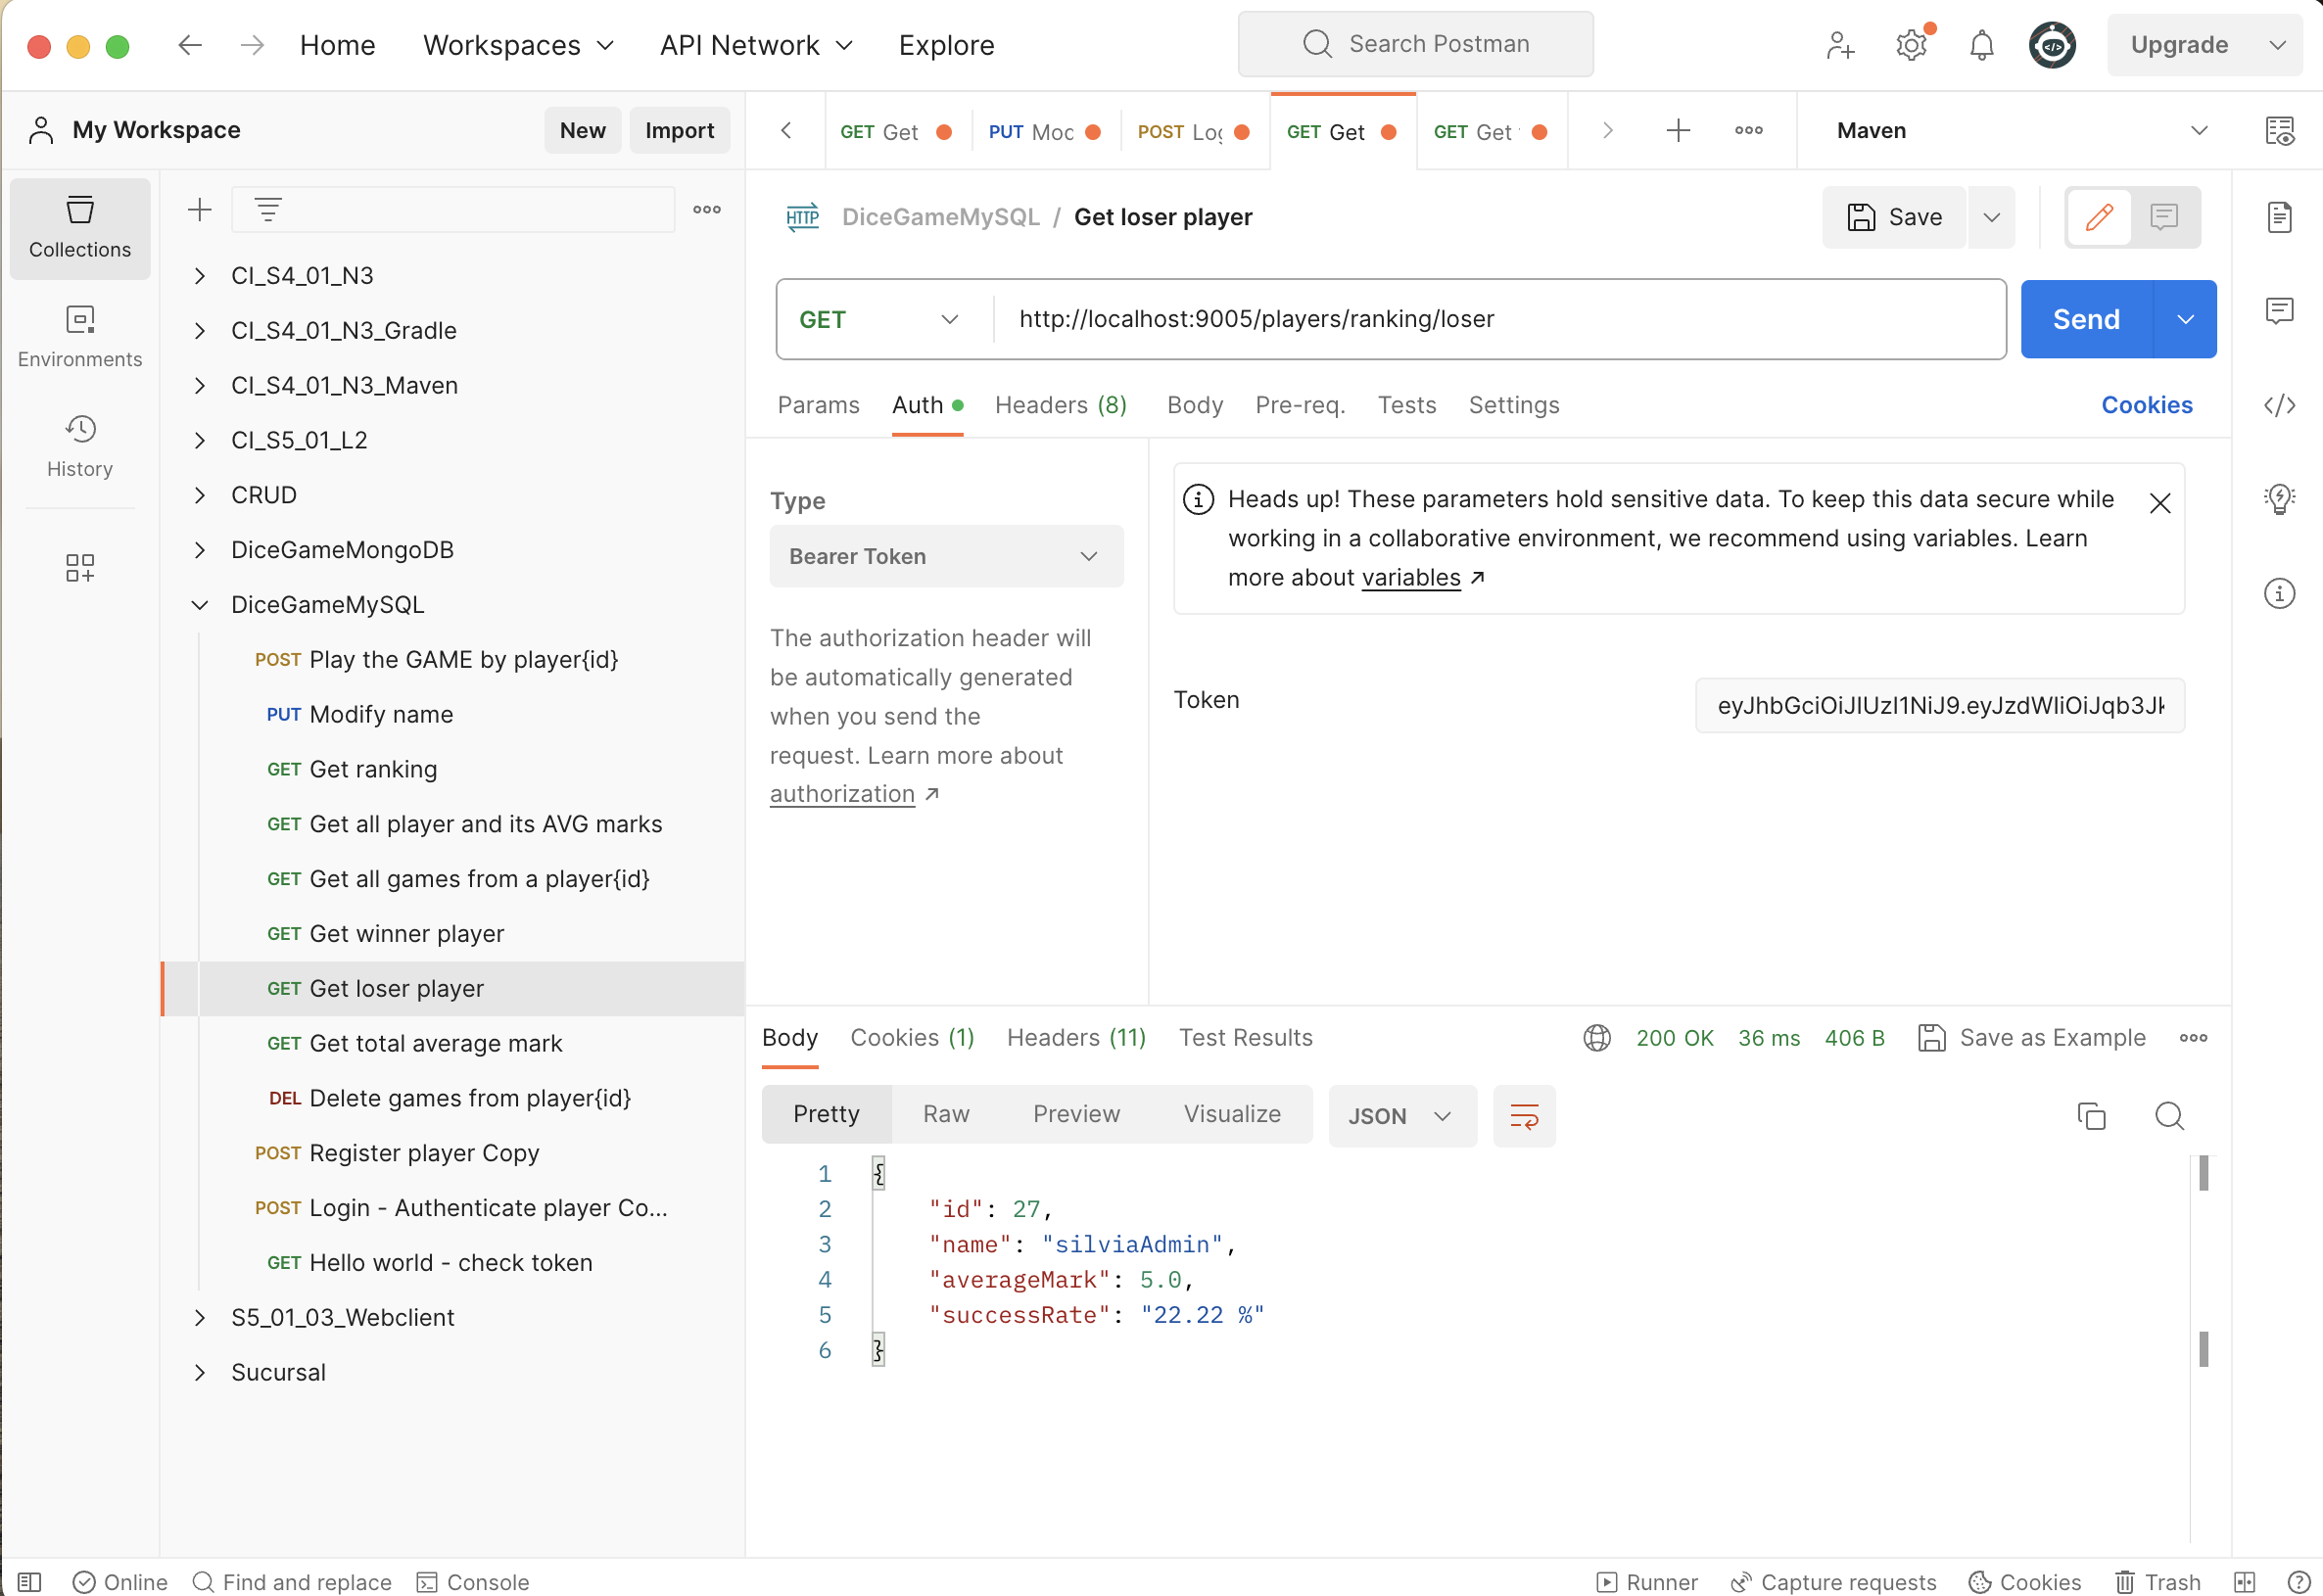 Home Workspaces API Network Explore Search Postman Upgrade
My Workspace New Import
GET Get PUT POST GET Get GET Get Maven
Collections
Environments
History
CI_S4_01_N3
CI_S4_01_N3_Gradle
CI_S4_01_N3_Maven
CI_S5_01_L2
CRUD
DiceGameMongoDB
DiceGameMySQL
POST Play the GAME by player{id}
PUT Modify name
GET Get ranking
GET Get all player and its AVG marks
GET Get all games from a player{id}
GET Get winner player
GET Get loser player
GET Get total average mark
DEL Delete games from player{id}
POST Register player Copy
POST Login - Authenticate player Co...
GET Hello world - check token
S5_01_03_Webclient
Sucursal
HTTP DiceGameMySQL / Get loser player Save
GET http://localhost:9005/players/ranking/loser Send
Params Auth Headers (8) Body Pre-req. Tests Settings Cookies
Type
Bearer Token
The authorization header will
be automatically generated
when you send the
request. Learn more about
authorization
Heads up! These parameters hold sensitive data. To keep this data secure while
working in a collaborative environment, we recommend using variables. Learn
more about variables
Token
Body Cookies (1) Headers (11) Test Results 200 OK 36 ms 406 B Save as Example
Pretty Raw Preview Visualize JSON
1 {
2 "id": 27,
3 "name": "silviaAdmin",
4 "averageMark": 5.0,
5 "successRate": "22.22 %"
6 }
Online Find and replace Console Runner Capture requests Cookies Trash